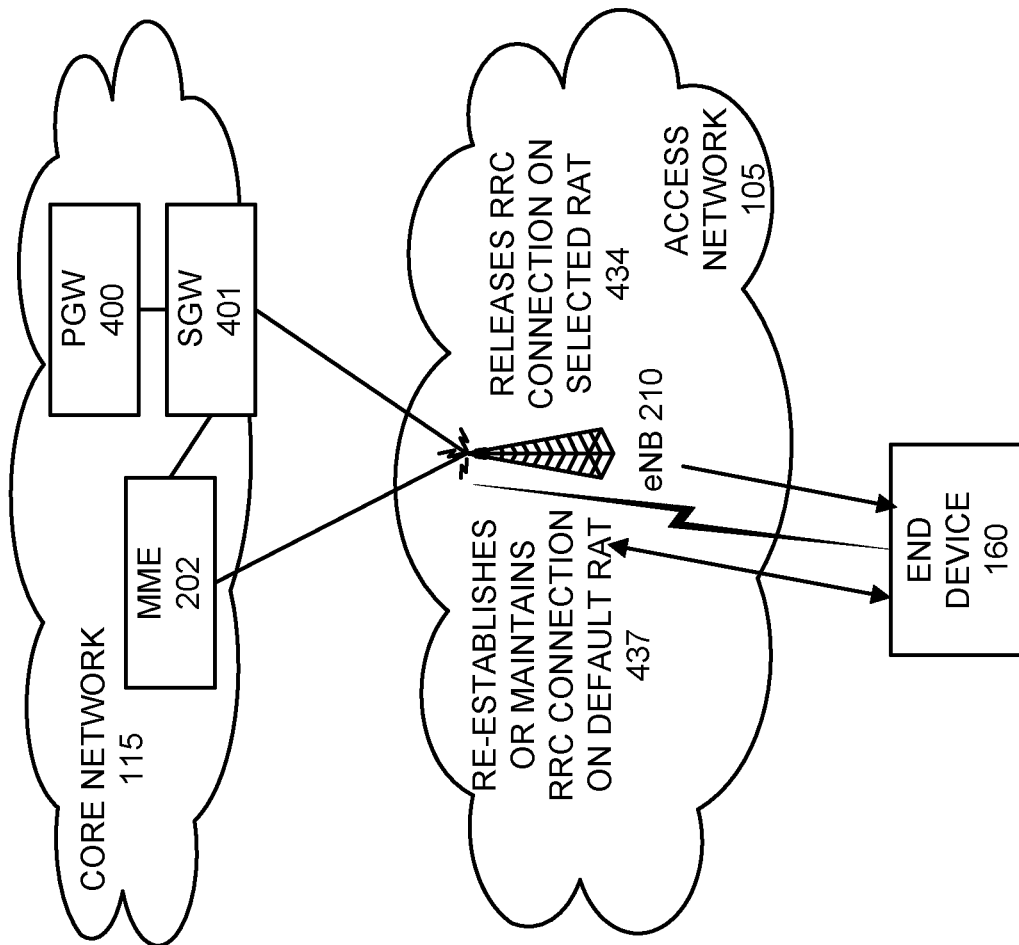 CORE NETWORK
115
MME
202
PGW
400
SGW
401
RE-ESTABLISHES
OR MAINTAINS
RRC CONNECTION
ON DEFAULT RAT
437
eNB 210
RELEASES RRC
CONNECTION ON
SELECTED RAT
434
ACCESS
NETWORK
105
END
DEVICE
160